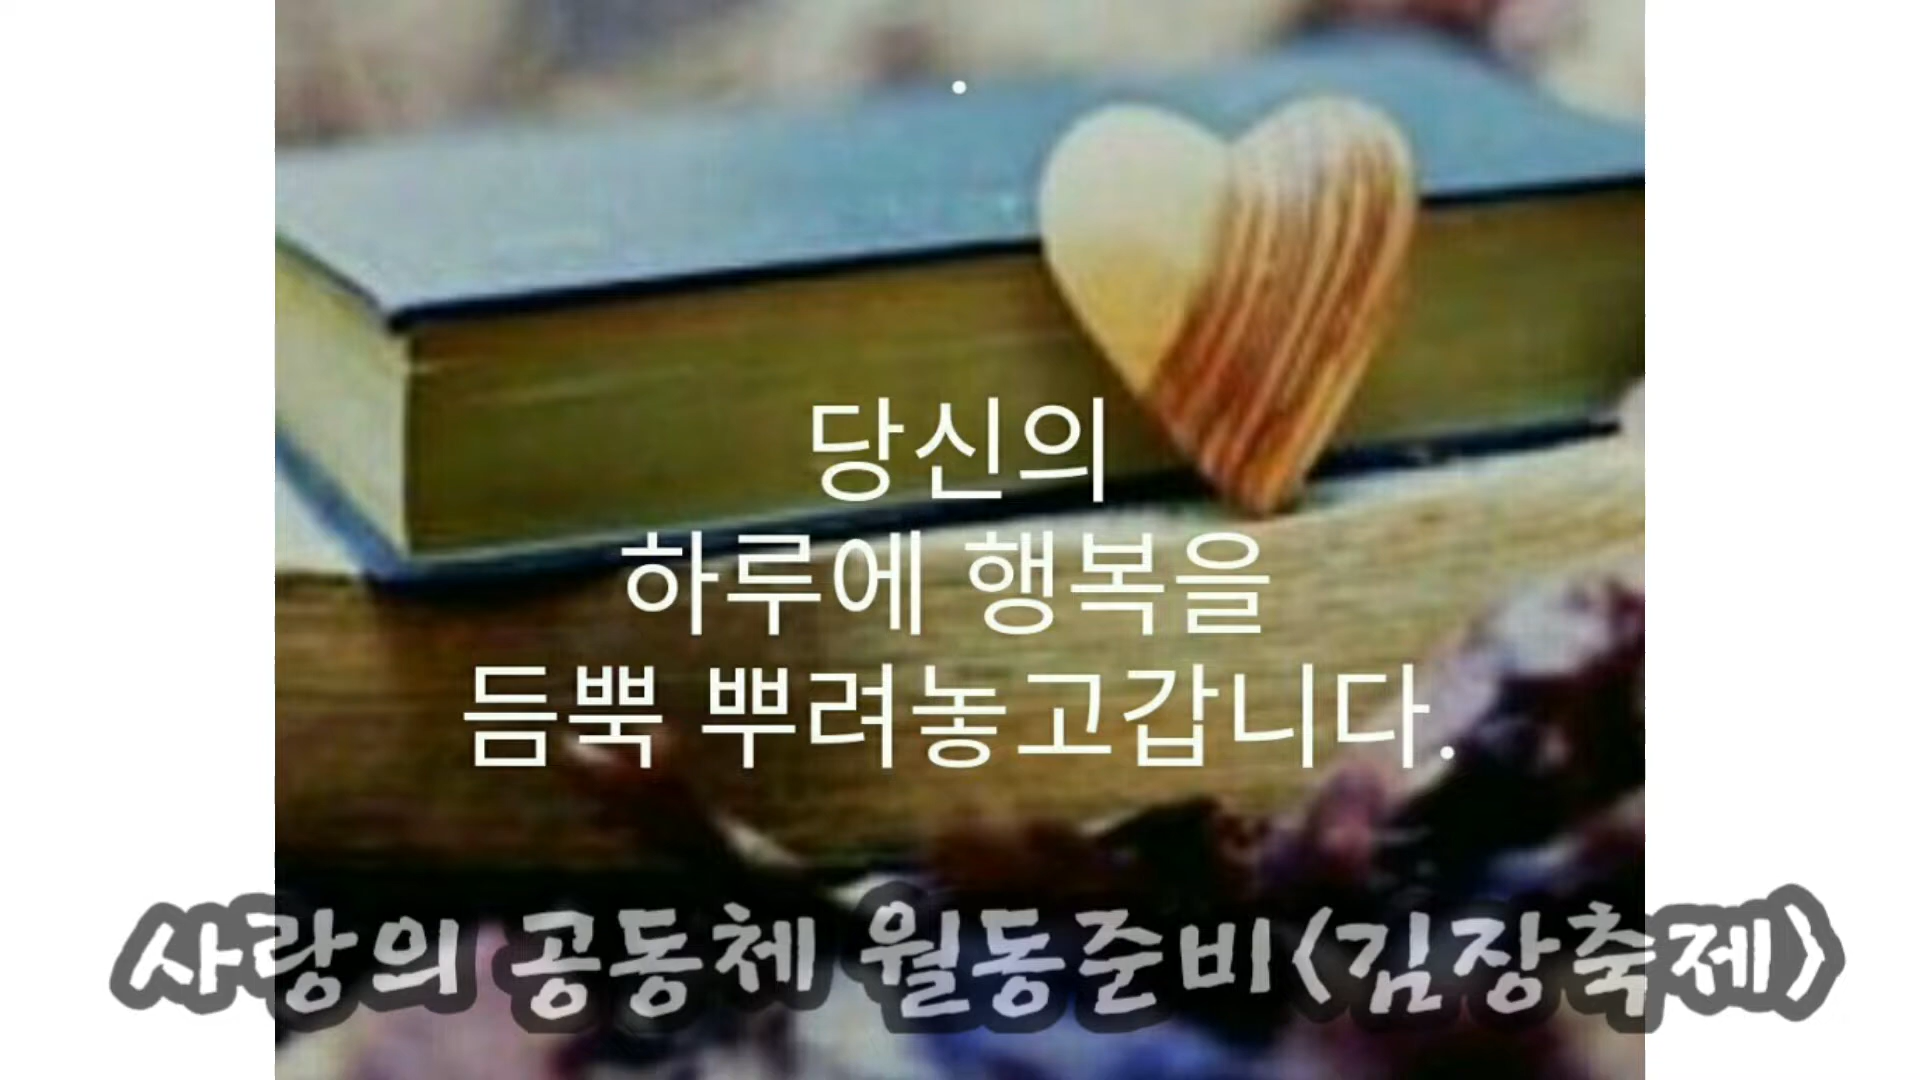 .
당신의
하루에 행복을
듬뿍 뿌려놓고갑니다.
사랑의 공동체 월동준비<김장축제>